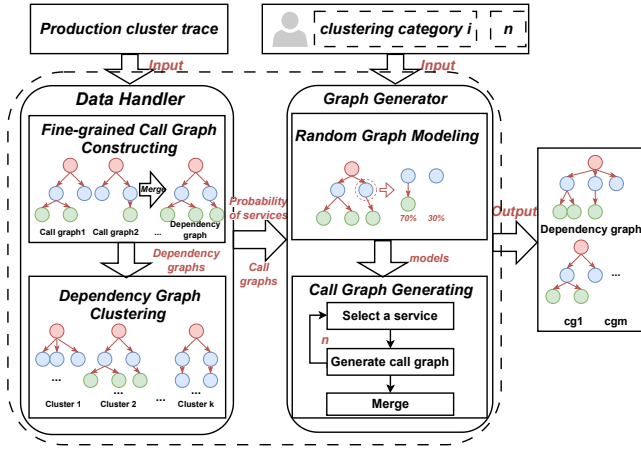 Production cluster trace
clustering category i
n
Input
Input
Data Handler
Graph Generator
Fine-grained Call Graph
Constructing
Merge
Call graph1
Call graph2
...
Dependency
graph
Probability
of services
Call
graphs
Random Graph Modeling
70%
30%
Output
Dependency graph
...
cg1
cgm
Dependency
graphs
models
Dependency Graph
Clustering
...
...
...
Cluster 1
Cluster 2
...
Cluster k
Call Graph Generating
Select a service
n
Generate call graph
Merge